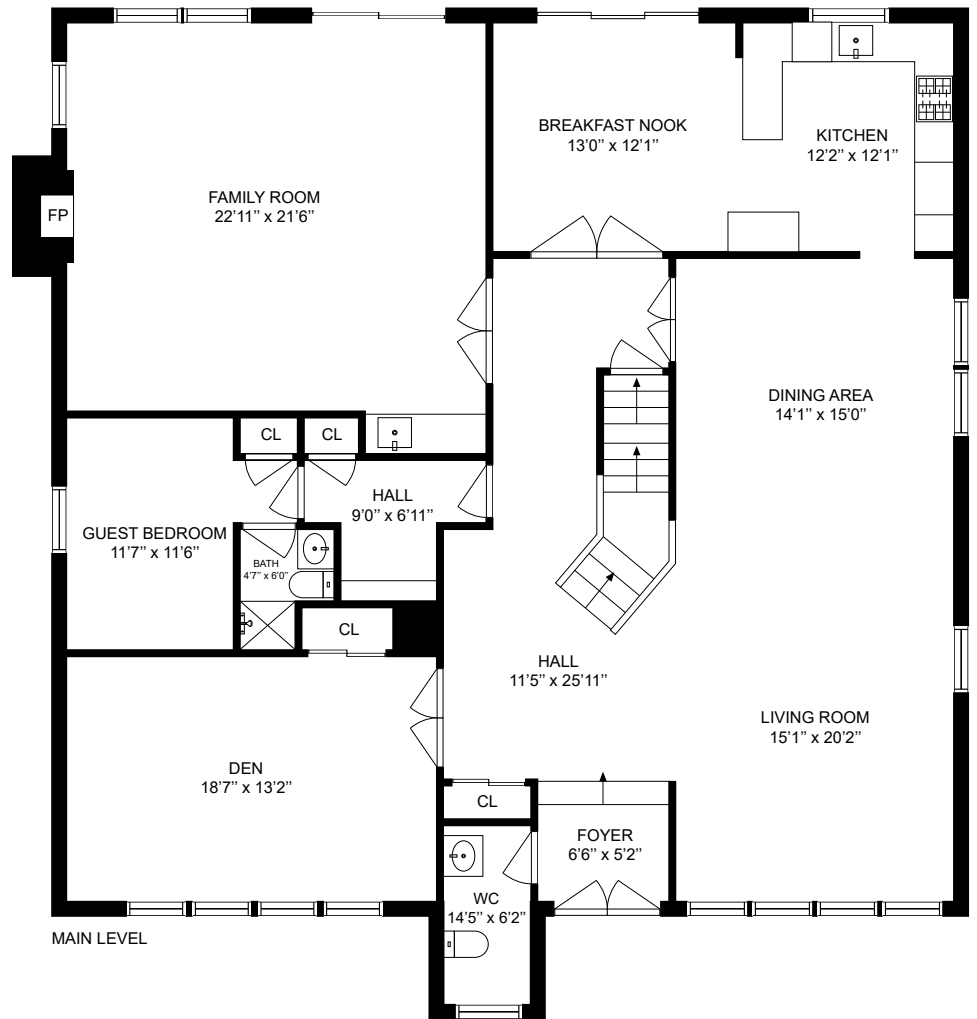 BREAKFAST NOOK
13'0’’ x 12'1’’
KITCHEN
12'2’’ x 12'1’’
FAMILY ROOM
22'11’’ x 21'6’’
FP
DINING AREA
14'1’’ x 15'0’’
CL
CL
HALL
9'0’’ x 6'11’’
GUEST BEDROOM
11'7’’ x 11'6’’
BATH
4'7’’ x 6'0’’
CL
HALL
11'5’’ x 25'11’’
LIVING ROOM
15'1’’ x 20'2’’
DEN
18'7’’ x 13'2’’
CL
FOYER
6'6’’ x 5'2’’
WC
14'5’’ x 6'2’’
MAIN LEVEL